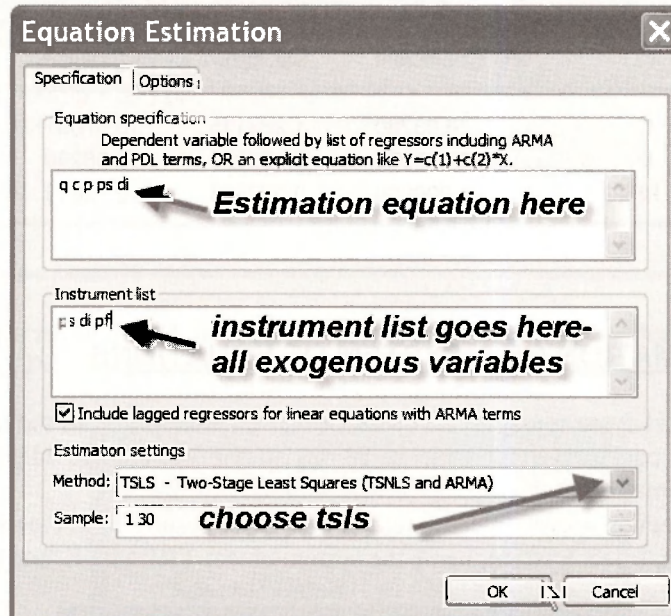 Equation Estimation
Specification
Options
Equation specification
Dependent variable followed by list of regressors including ARMA
and PDL terms, OR an explicit equation like Y=c(1)+c(2)*X.
q c p ps di
Estimation equation here
Instrument list
ps di pf
instrument list goes here-
all exogenous variables
Include lagged regressors for linear equations with ARMA terms
Estimation settings
Method: TSLS - Two-Stage Least Squares (TSNLS and ARMA)
Sample: 1 30
choose tsls
OK
Cancel